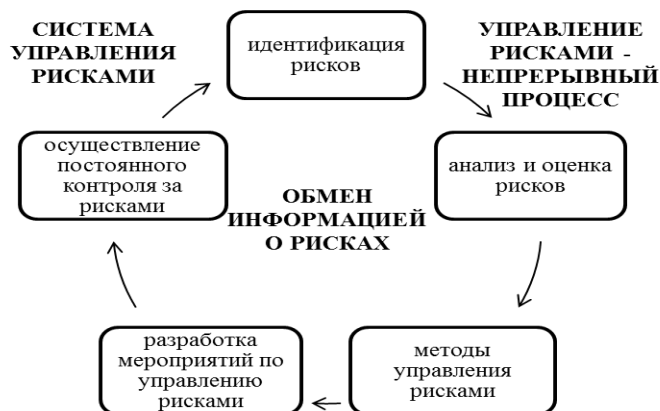 СИСТЕМА
УПРАВЛЕНИЯ
РИСКАМИ
идентификация
рисков
УПРАВЛЕНИЕ
РИСКАМИ -
НЕПРЕРЫВНЫЙ
ПРОЦЕСС
осуществление
постоянного
контроля за
рисками
анализ и оценка
рисков
ОБМЕН
ИНФОРМАЦИЕЙ
О РИСКАХ
разработка
мероприятий по
управлению
рисками
методы
управления
рисками